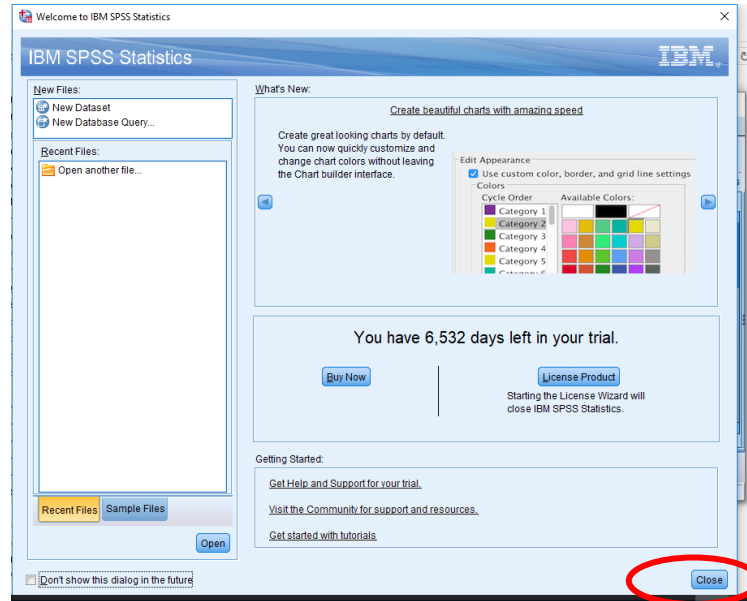 Welcome to IBM SPSS Statistics
IBM SPSS Statistics
IBM
New Files:
New Dataset
New Database Query...
Recent Files:
Open another file...
Recent Files
Sample Files
Open
What's New:
Create beautiful charts with amazing speed
Create great looking charts by default.
You can now quickly customize and
change chart colors without leaving
the Chart builder interface.
Edit Appearance
Use custom color, border, and grid line settings
Colors
Cycle Order
Available Colors:
Category 1
Category 2
Category 3
Category 4
Category 5
You have 6,532 days left in your trial.
Buy Now
License Product
Starting the License Wizard will
close IBM SPSS Statistics.
Getting Started:
Get Help and Support for your trial.
Visit the Community for support and resources.
Get started with tutorials
Don't show this dialog in the future
Close